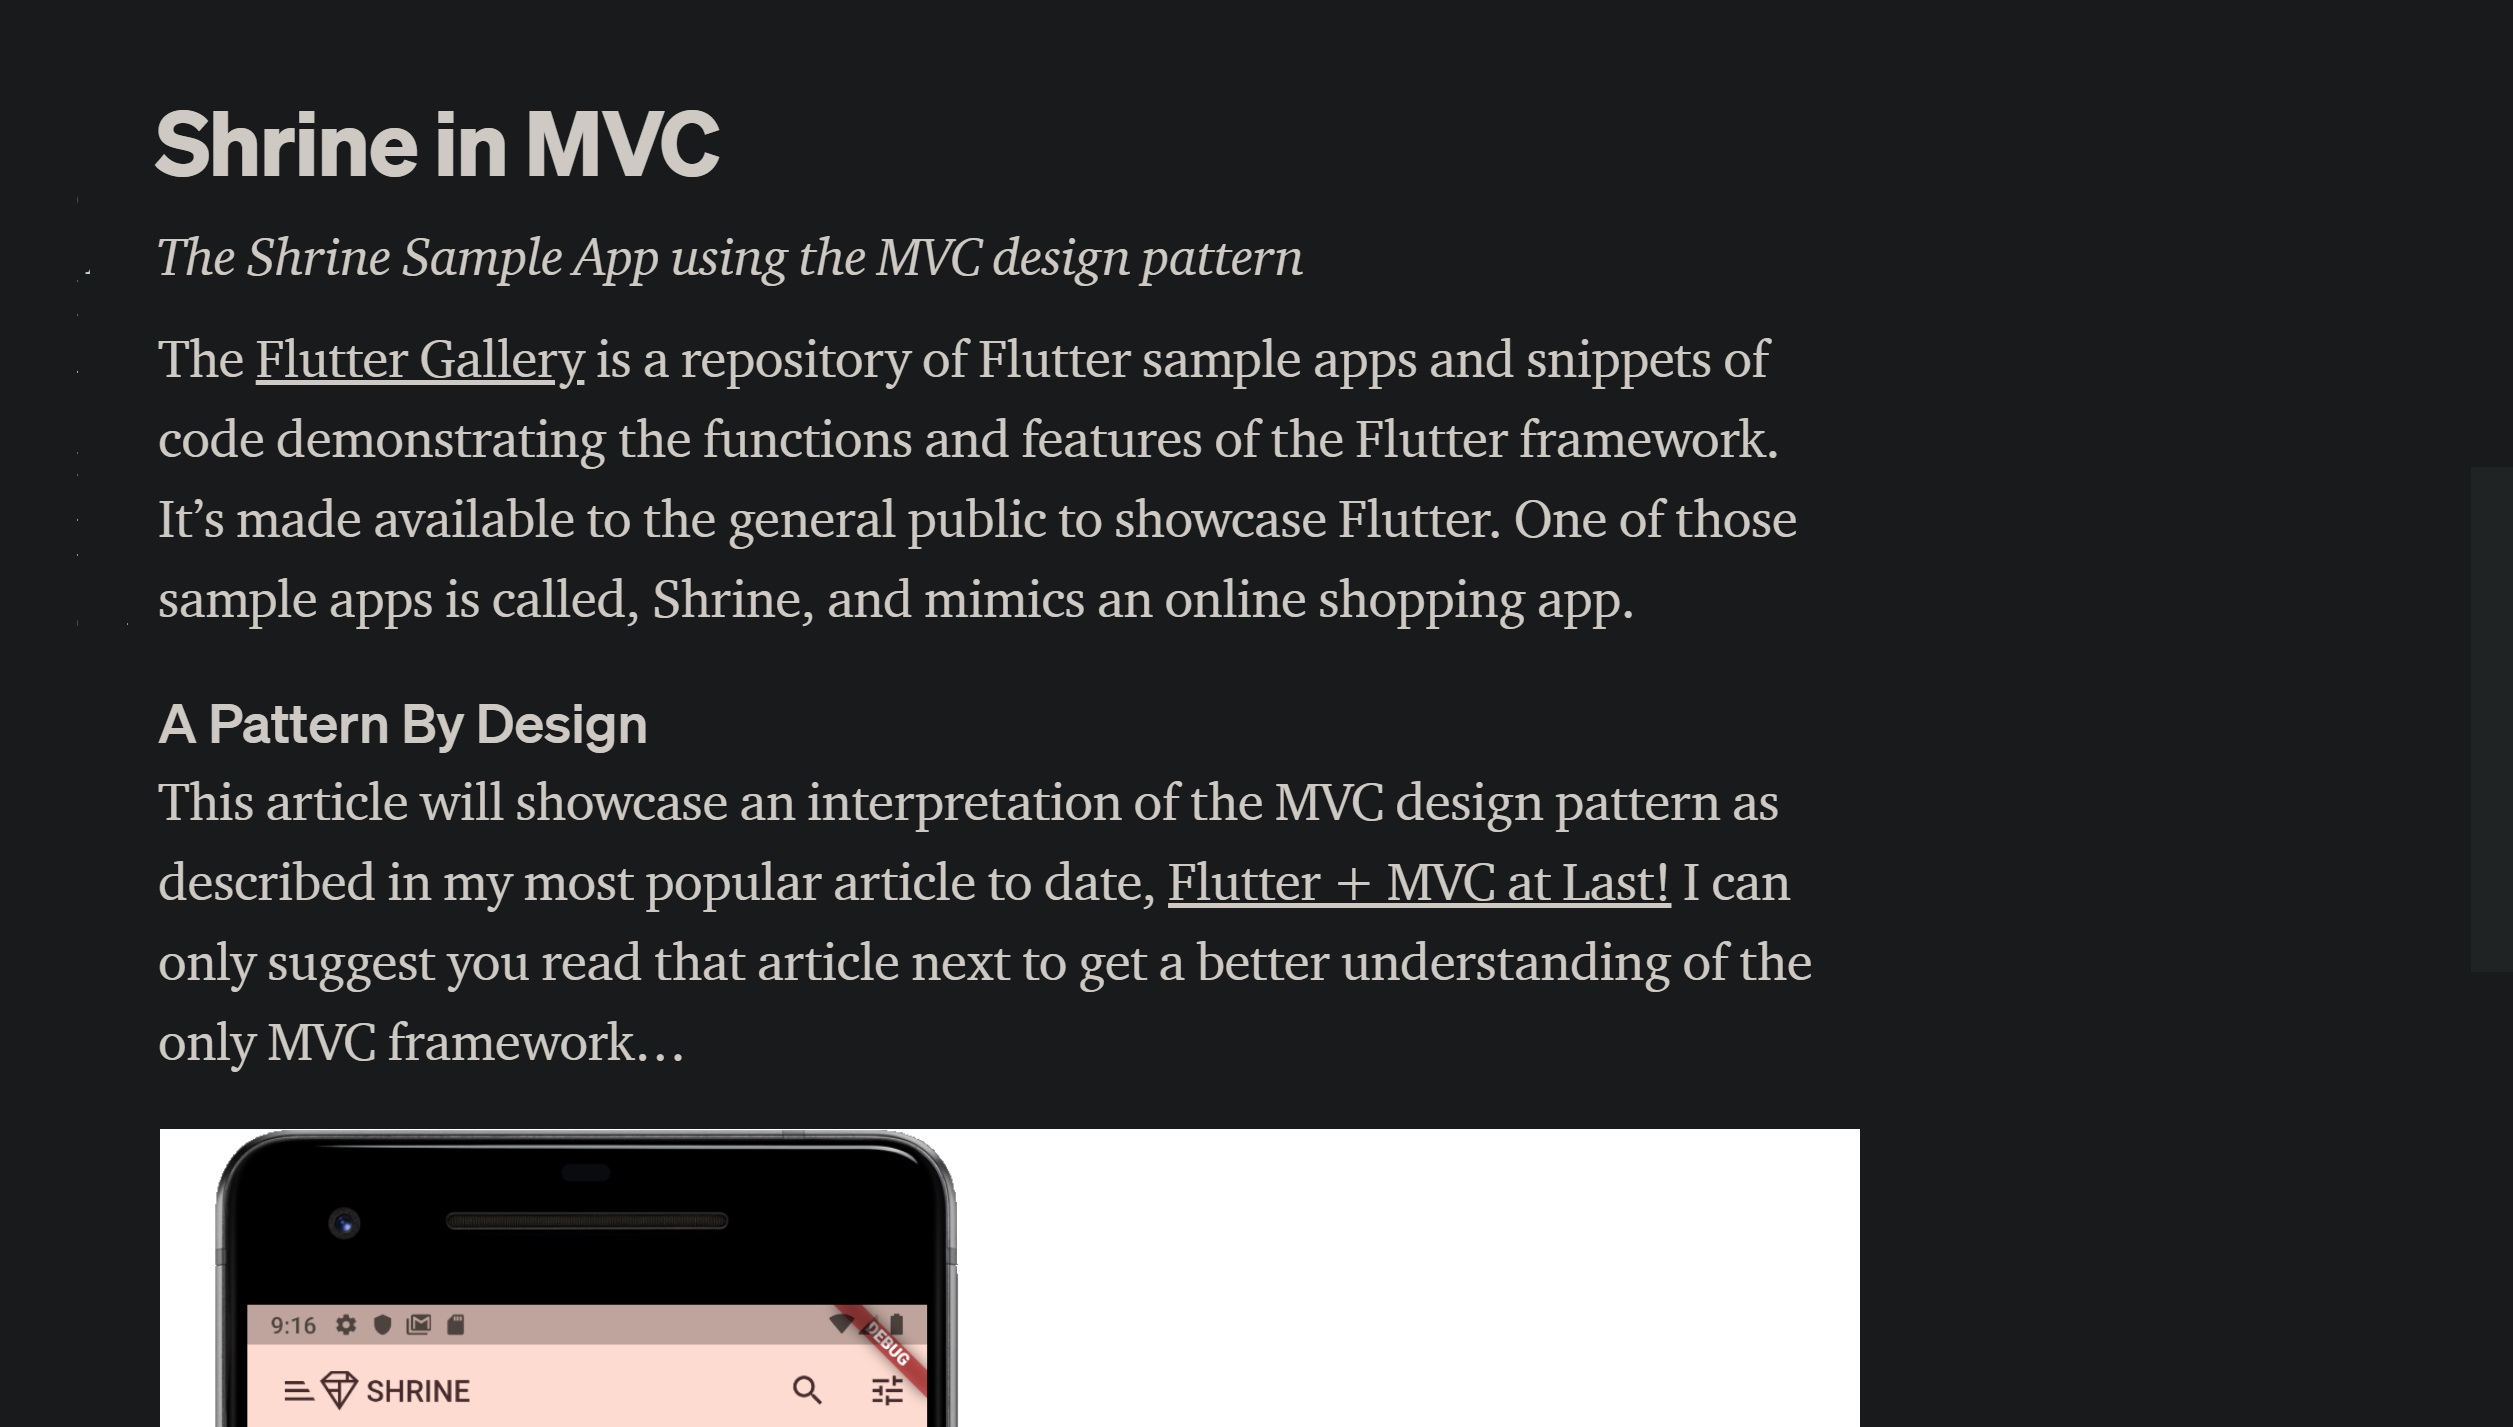 Shrine in MVC
The Shrine Sample App using the MVC design pattern
The Flutter Gallery is a repository of Flutter sample apps and snippets of
code demonstrating the functions and features of the Flutter framework.
It’s made available to the general public to showcase Flutter. One of those
sample apps is called, Shrine, and mimics an online shopping app.
A Pattern By Design
This article will showcase an interpretation of the MVC design pattern as
described in my most popular article to date, Flutter + MVC at Last! I can
only suggest you read that article next to get a better understanding of the
only MVC framework…
9:16
DEBUG
SHRINE